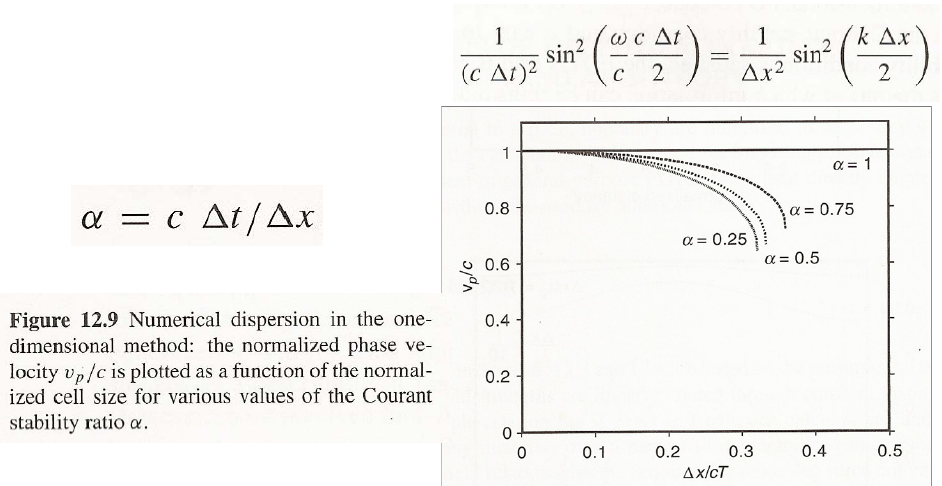 1/(c Δt)² sin² (ω/c c Δt/2) = 1/Δx² sin² (k Δx/2)
α = c Δt/Δx
Figure 12.9 Numerical dispersion in the one-
dimensional method: the normalized phase ve-
locity vₚ/c is plotted as a function of the normal-
ized cell size for various values of the Courant
stability ratio α.
1
0.8
0.6
0.4
0.2
0
vₚ/c
α = 1
α = 0.75
α = 0.25
α = 0.5
0 0.1 0.2 0.3 0.4 0.5
Δx/cT